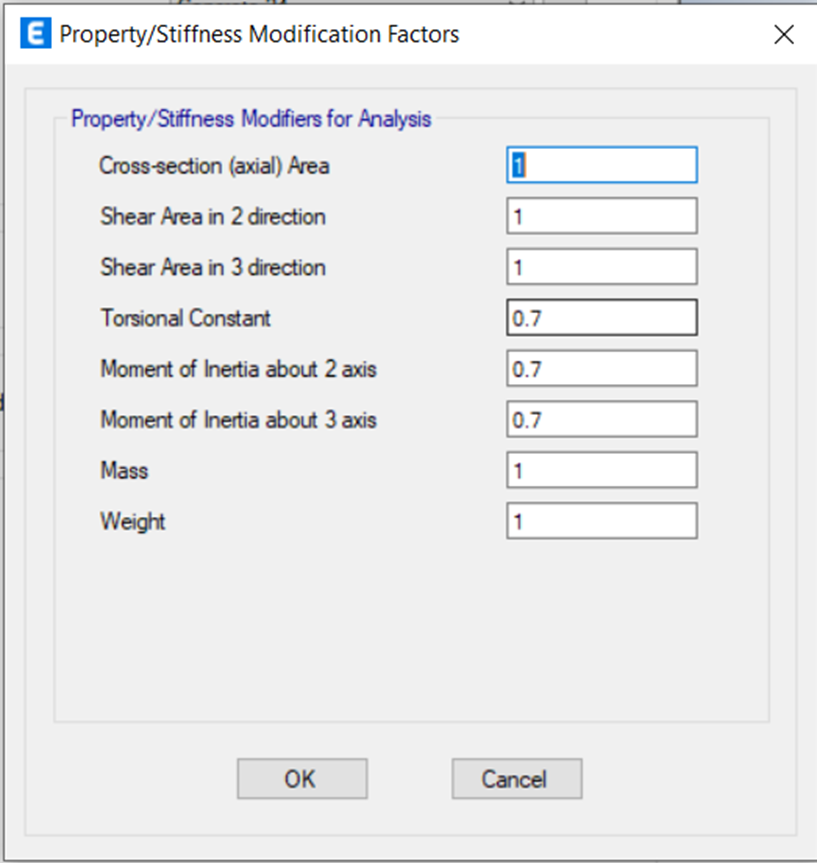 E Property/Stiffness Modification Factors
Property/Stiffness Modifiers for Analysis
Cross-section (axial) Area 1
Shear Area in 2 direction 1
Shear Area in 3 direction 1
Torsional Constant 0.7
Moment of Inertia about 2 axis 0.7
Moment of Inertia about 3 axis 0.7
Mass 1
Weight 1
OK Cancel